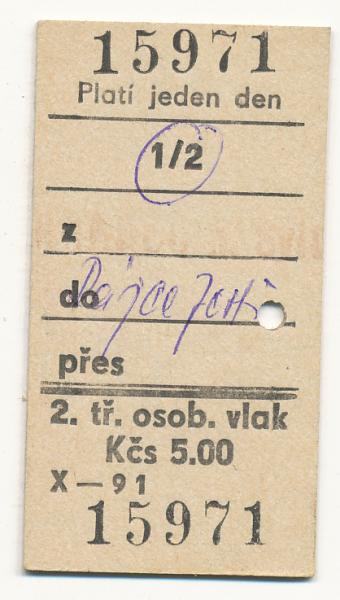 15971
Platí jeden den
1/2
z
do
přes
2. tř. osob. vlak
Kčs 5.00
X — 91
15971